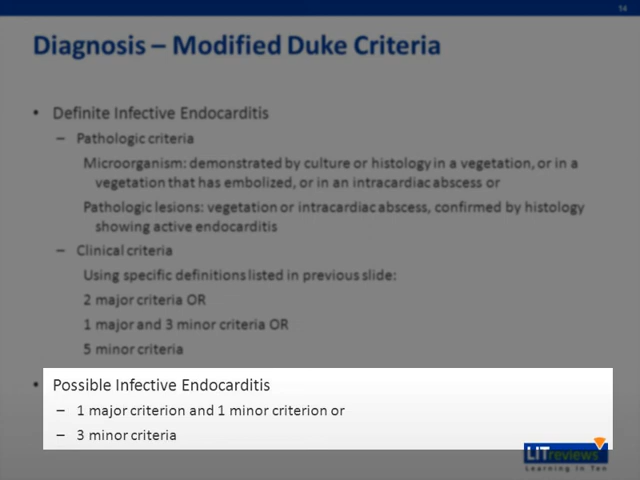 14
Diagnosis – Modified Duke Criteria
• Definite Infective Endocarditis
– Pathologic criteria
Microorganism: demonstrated by culture or histology in a vegetation, or in a
vegetation that has embolized, or in an intracardiac abscess or
Pathologic lesions: vegetation or intracardiac abscess, confirmed by histology
showing active endocarditis
– Clinical criteria
Using specific definitions listed in previous slide:
2 major criteria OR
1 major and 3 minor criteria OR
5 minor criteria
• Possible Infective Endocarditis
– 1 major criterion and 1 minor criterion or
– 3 minor criteria
LITreviews
Learning in Ten